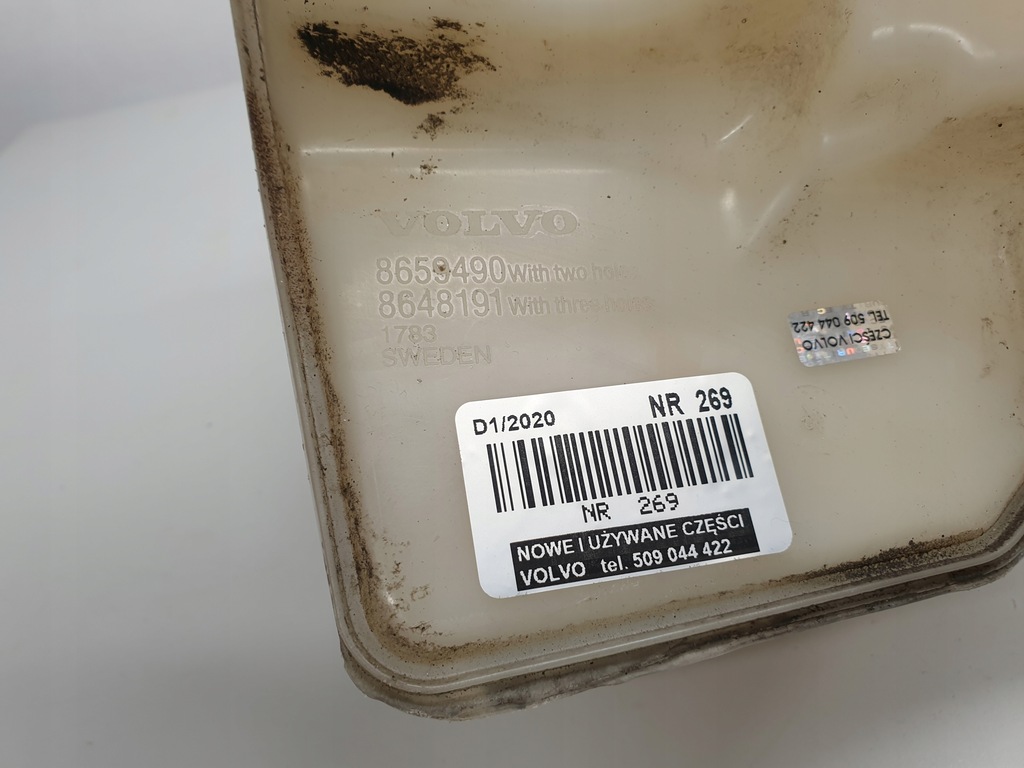 VOLVO
8659490 With two holes
8648191 With three holes
1783
SWEDEN
CZĘŚCI VOLVO
TEL 509 044 422
D1/2020 NR 269
NR 269
NOWE I UŻYWANE CZĘŚCI
VOLVO tel. 509 044 422